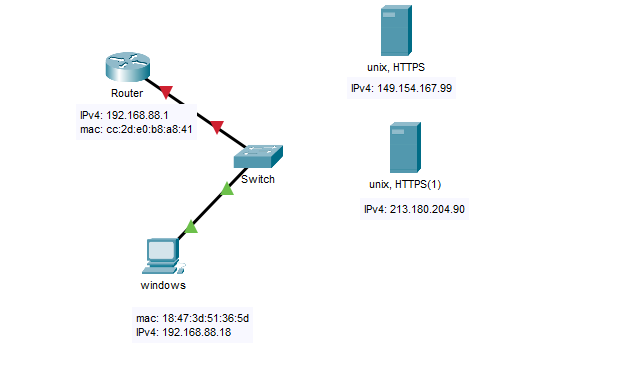 unix, HTTPS
IPv4: 149.154.167.99
Router
IPv4: 192.168.88.1
mac: cc:2d:e0:b8:a8:41
Switch
unix, HTTPS(1)
IPv4: 213.180.204.90
windows
mac: 18:47:3d:51:36:5d
IPv4: 192.168.88.18